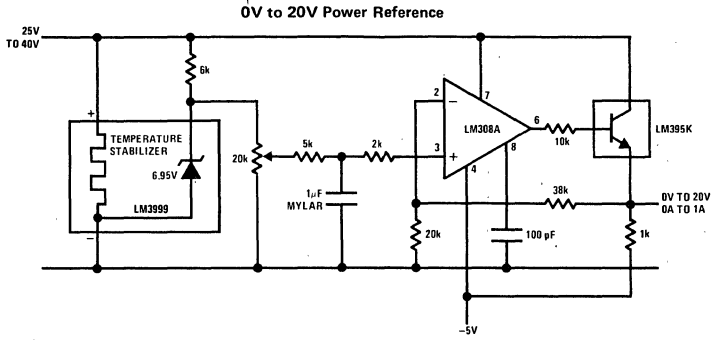 0V to 20V Power Reference
25V
TO 40V
6k
+
TEMPERATURE
STABILIZER
6.95V
LM3999
−
20k
5k
1μF
MYLAR
2k
2
−
3
+
LM308A
7
6
8
4
10k
LM395K
38k
20k
100 pF
0V TO 20V
0A TO 1A
1k
−5V